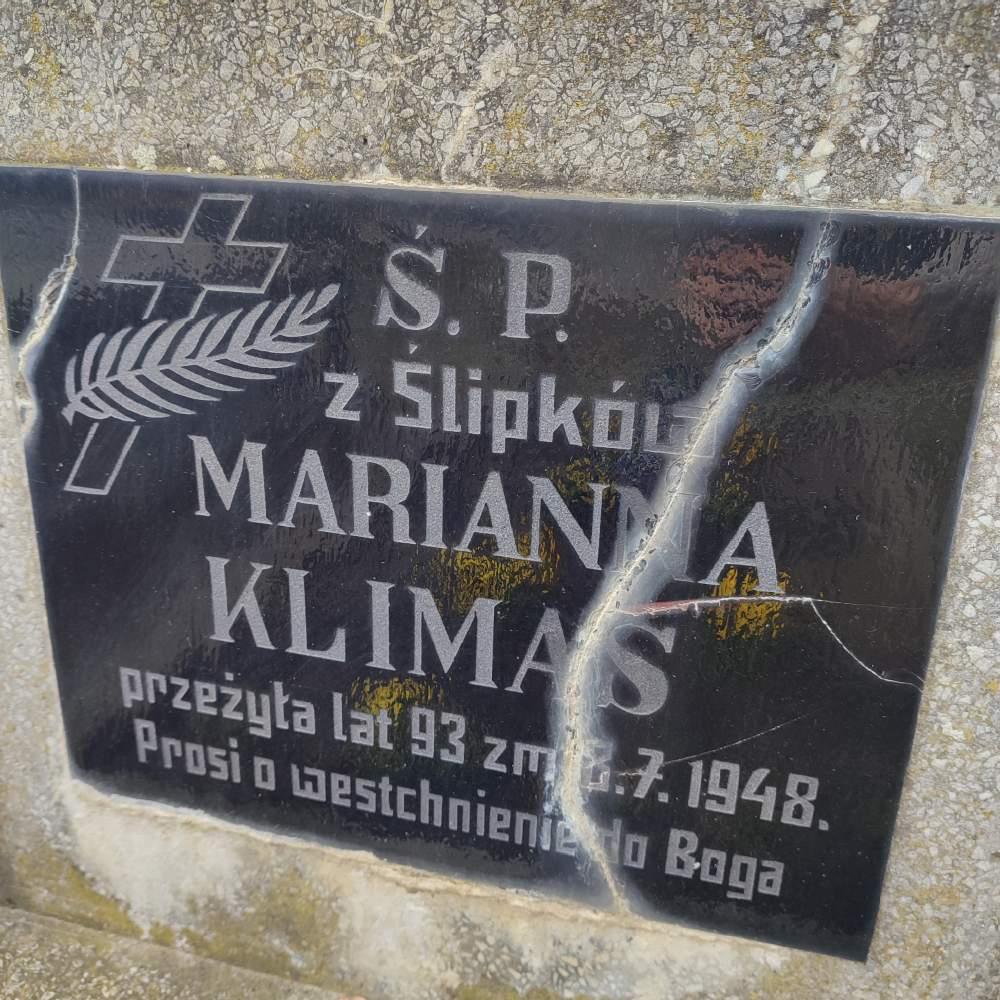 Ś. P.
z Ślipków
MARIANNA
KLIMAS
przeżyła lat 93 zm. 7. 1948.
Prosi o westchnienie do Boga